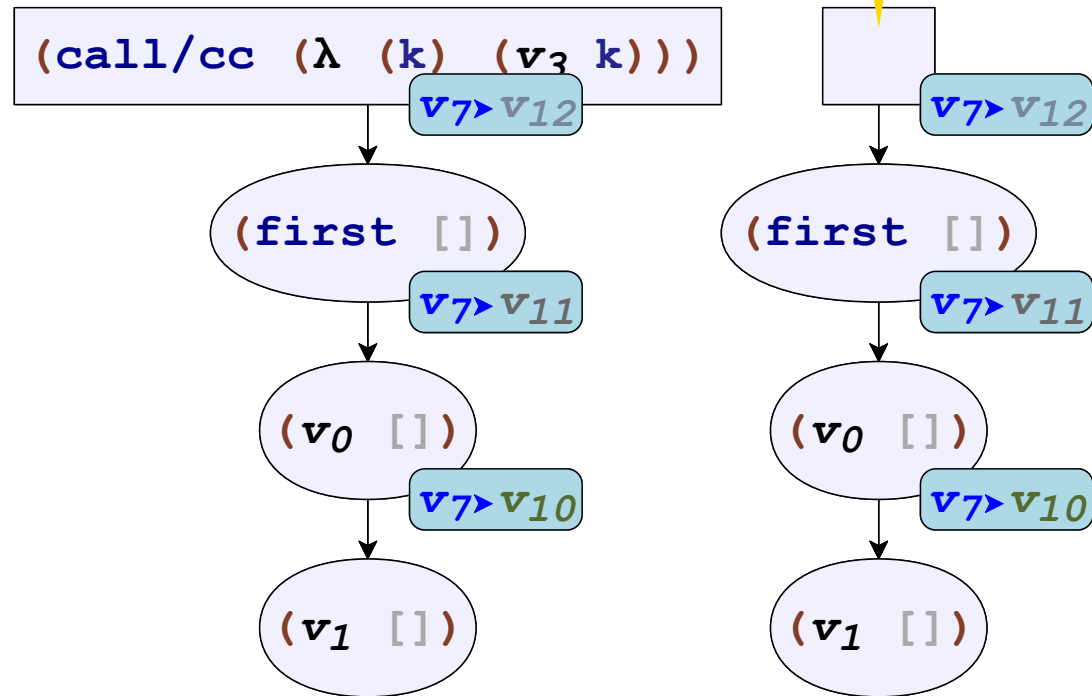 (call/cc (λ (k) (v3 k)))
v7➤v12 v7➤v12
(first []) (first [])
v7➤v11 v7➤v11
(v0 []) (v0 [])
v7➤v10 v7➤v10
(v1 []) (v1 [])